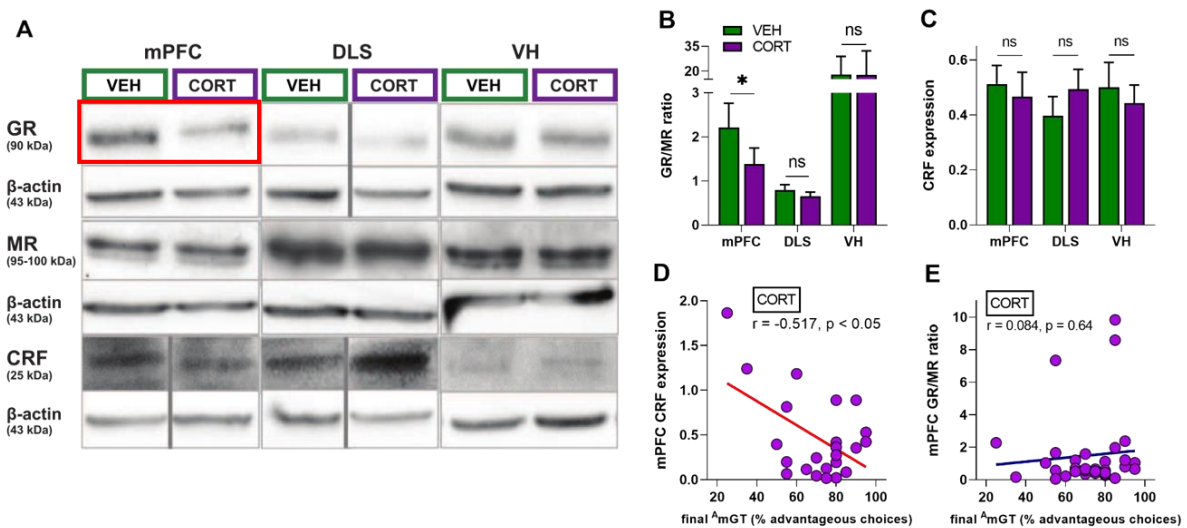 A
mPFC DLS VH
VEH CORT VEH CORT VEH CORT
GR
(90 kDa)
β-actin
(43 kDa)
MR
(95-100 kDa)
β-actin
(43 kDa)
CRF
(25 kDa)
β-actin
(43 kDa)
B
VEH
CORT
GR/MR ratio
35
20
3
2
1
0
*
ns
ns
mPFC DLS VH
C
CRF expression
0.6
0.4
0.2
0.0
ns ns ns
mPFC DLS VH
D
CORT
r = -0.517, p < 0.05
mPFC CRF expression
2.0
1.5
1.0
0.5
0.0
20 40 60 80 100
final ᴬmGT (% advantageous choices)
E
CORT
r = 0.084, p = 0.64
mPFC GR/MR ratio
10
8
6
4
2
0
20 40 60 80 100
final ᴬmGT (% advantageous choices)